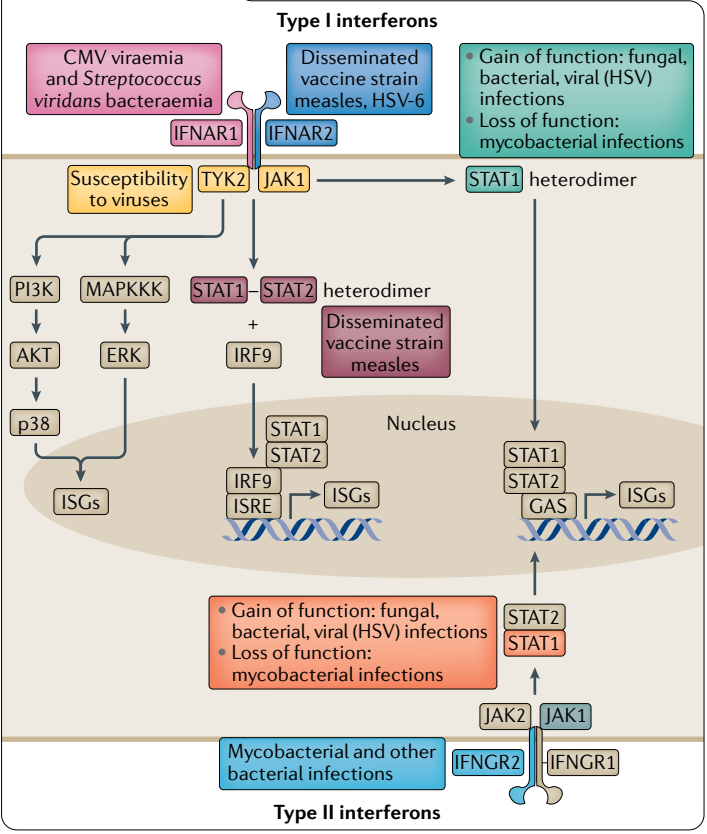 Type I interferons
CMV viraemia
and Streptococcus
viridans bacteraemia
Disseminated
vaccine strain
measles, HSV-6
• Gain of function: fungal,
bacterial, viral (HSV)
infections
• Loss of function:
mycobacterial infections
IFNAR1
IFNAR2
Susceptibility
to viruses
TYK2
JAK1
STAT1 heterodimer
PI3K
MAPKKK
STAT1–STAT2 heterodimer
Disseminated
vaccine strain
measles
+
AKT
ERK
IRF9
p38
Nucleus
STAT1
STAT2
IRF9
ISRE
ISGs
ISGs
STAT1
STAT2
GAS
ISGs
• Gain of function: fungal,
bacterial, viral (HSV) infections
• Loss of function:
mycobacterial infections
STAT2
STAT1
JAK2
JAK1
Mycobacterial and other
bacterial infections
IFNGR2
IFNGR1
Type II interferons